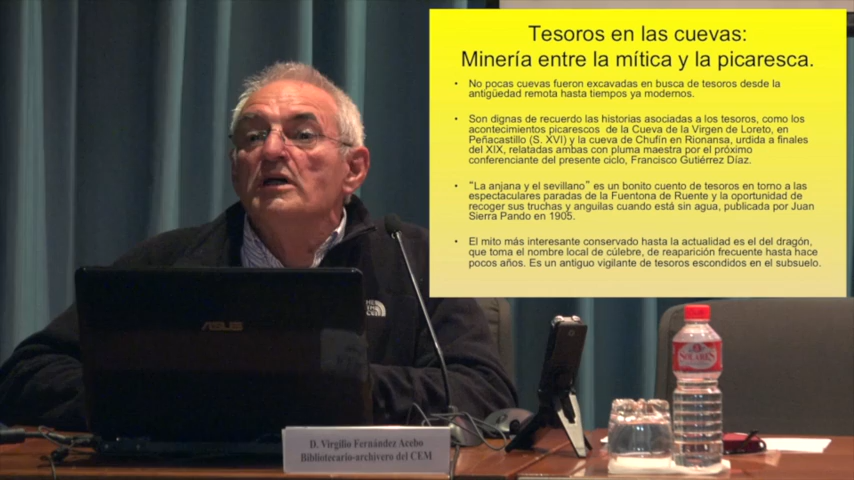 Tesoros en las cuevas:
Minería entre la mítica y la picaresca.
• No pocas cuevas fueron excavadas en busca de tesoros desde la
antigüedad remota hasta tiempos ya modernos.
• Son dignas de recuerdo las historias asociadas a los tesoros, como los
acontecimientos picarescos de la Cueva de la Virgen de Loreto, en
Peñacastillo (S. XVI) y la cueva de Chufín en Rionansa, urdida a finales
del XIX, relatadas ambas con pluma maestra por el próximo
conferenciante del presente ciclo, Francisco Gutiérrez Díaz.
• "La anjana y el sevillano" es un bonito cuento de tesoros en torno a las
espectaculares paradas de la Fuentona de Ruente y la oportunidad de
recoger sus truchas y anguilas cuando está sin agua, publicada por Juan
Sierra Pando en 1905.
• El mito más interesante conservado hasta la actualidad es el del dragón,
que toma el nombre local de cúlebre, de reaparición frecuente hasta hace
pocos años. Es un antiguo vigilante de tesoros escondidos en el subsuelo.
ASUS
SOLARES
D. Virgilio Fernández Acebo
Bibliotecario-archivero del CEM